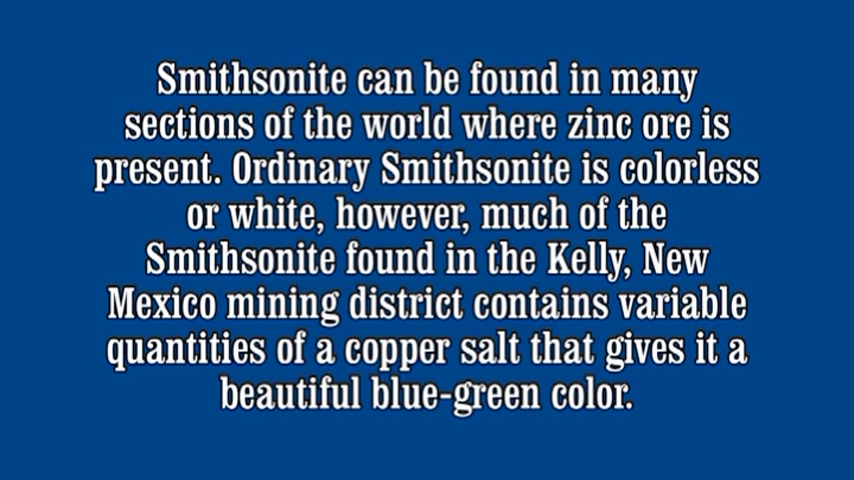 Smithsonite can be found in many
sections of the world where zinc ore is
present. Ordinary Smithsonite is colorless
or white, however, much of the
Smithsonite found in the Kelly, New
Mexico mining district contains variable
quantities of a copper salt that gives it a
beautiful blue-green color.